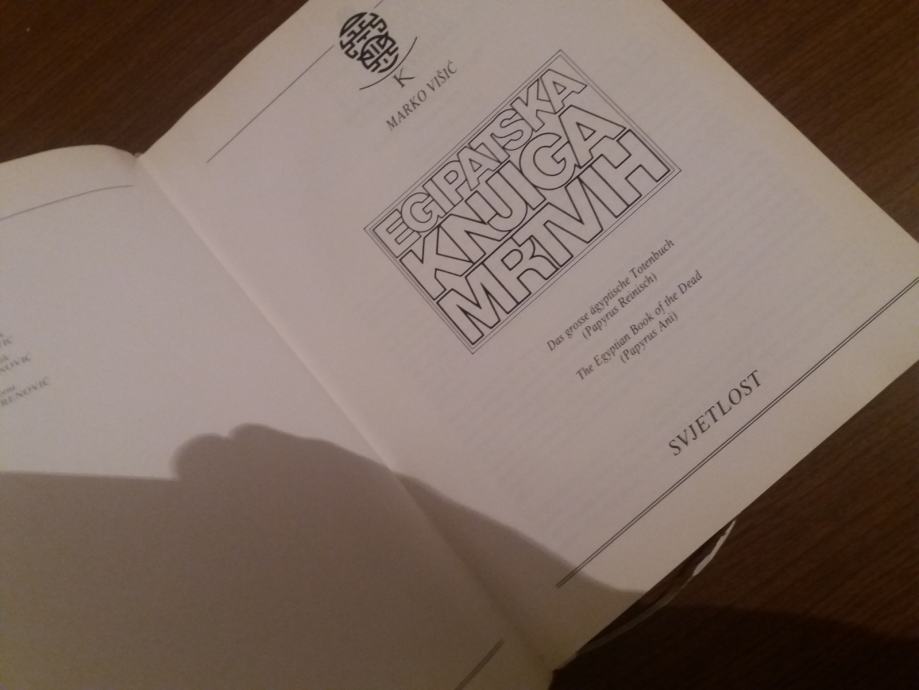 RENOVIĆ
K
MARKO VIŠIĆ
EGIPATSKA
KNJIGA
MRTVIH
Das grosse ägyptische Totenbuch
(Papyrus Reinisch)
The Egyptian Book of the Dead
(Papyrus Ani)
SVJETLOST